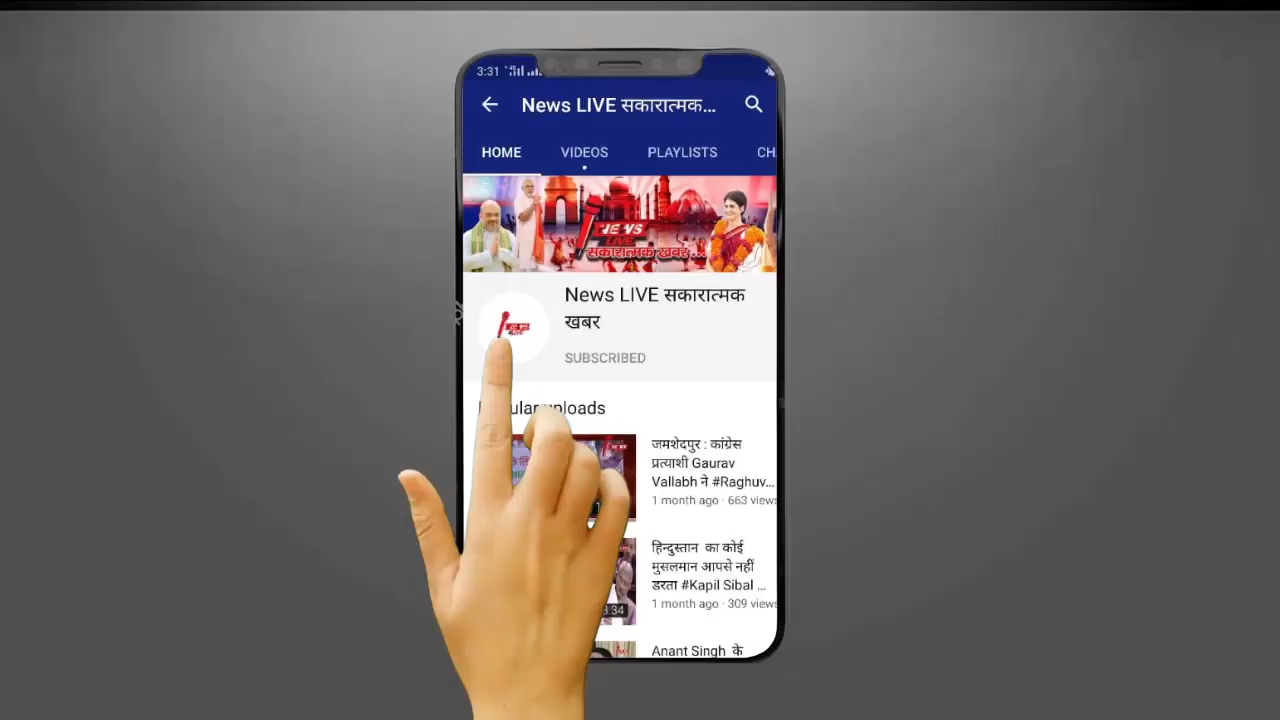 3:31
News LIVE सकारात्मक...
HOME VIDEOS PLAYLISTS CH
NEWS
LIVE
सकारात्मक खबर ...
News LIVE सकारात्मक
खबर
SUBSCRIBED
uploads
जमशेदपुर : कांग्रेस
प्रत्याशी Gaurav
Vallabh ने #Raghuv...
1 month ago · 663 views
हिन्दुस्तान का कोई
मुसलमान आपसे नहीं
डरता #Kapil Sibal ...
1 month ago · 309 views
3:34
Anant Singh के